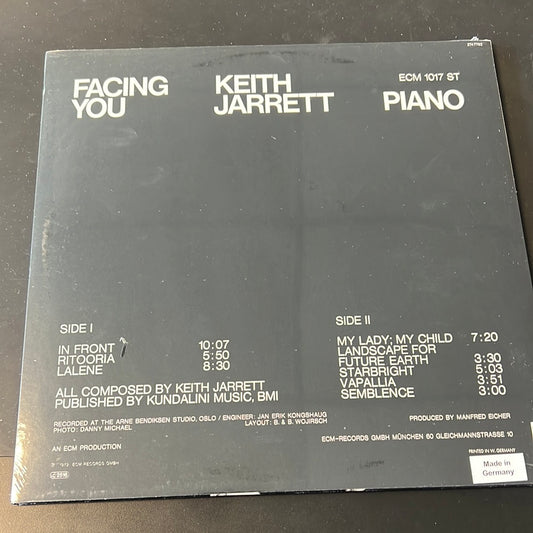 2747762
FACING YOU
KEITH JARRETT
ECM 1017 ST
PIANO
SIDE I
IN FRONT 10:07
RITOORIA 5:50
LALENE 8:30
SIDE II
MY LADY; MY CHILD 7:20
LANDSCAPE FOR
FUTURE EARTH 3:30
STARBRIGHT 5:03
VAPALLIA 3:51
SEMBLENCE 3:00
ALL COMPOSED BY KEITH JARRETT
PUBLISHED BY KUNDALINI MUSIC, BMI
RECORDED AT THE ARNE BENDIKSEN STUDIO, OSLO / ENGINEER: JAN ERIK KONGSHAUG
PHOTO: DANNY MICHAEL LAYOUT: B. & B. WOJIRSCH
PRODUCED BY MANFRED EICHER
AN ECM PRODUCTION
ECM-RECORDS GMBH MÜNCHEN 60 GLEICHMANNSTRASSE 10
ECM RECORDS GMBH
PRINTED IN W. GERMANY
Made in
Germany